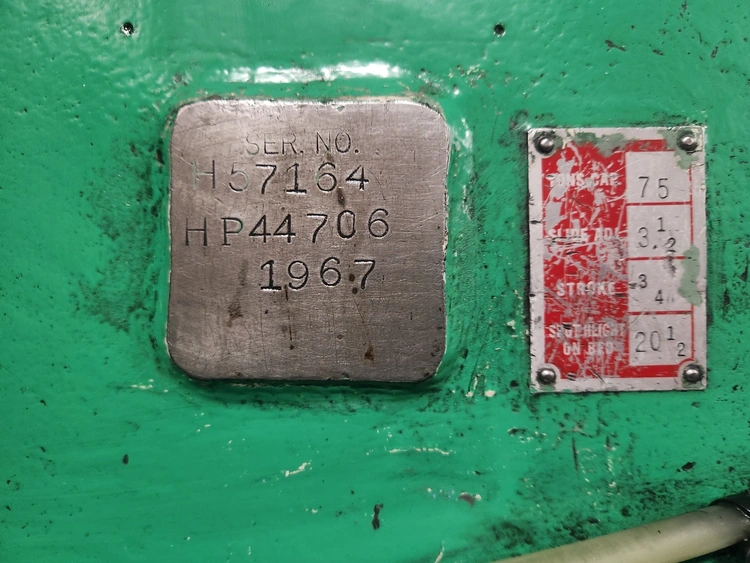 SER. NO.
H57164
HP44706
1967
TONS CAP. 75
SLIDE ADJ. 3 1/2
STROKE 3/4
SHUT HEIGHT
ON BED 20 1/2